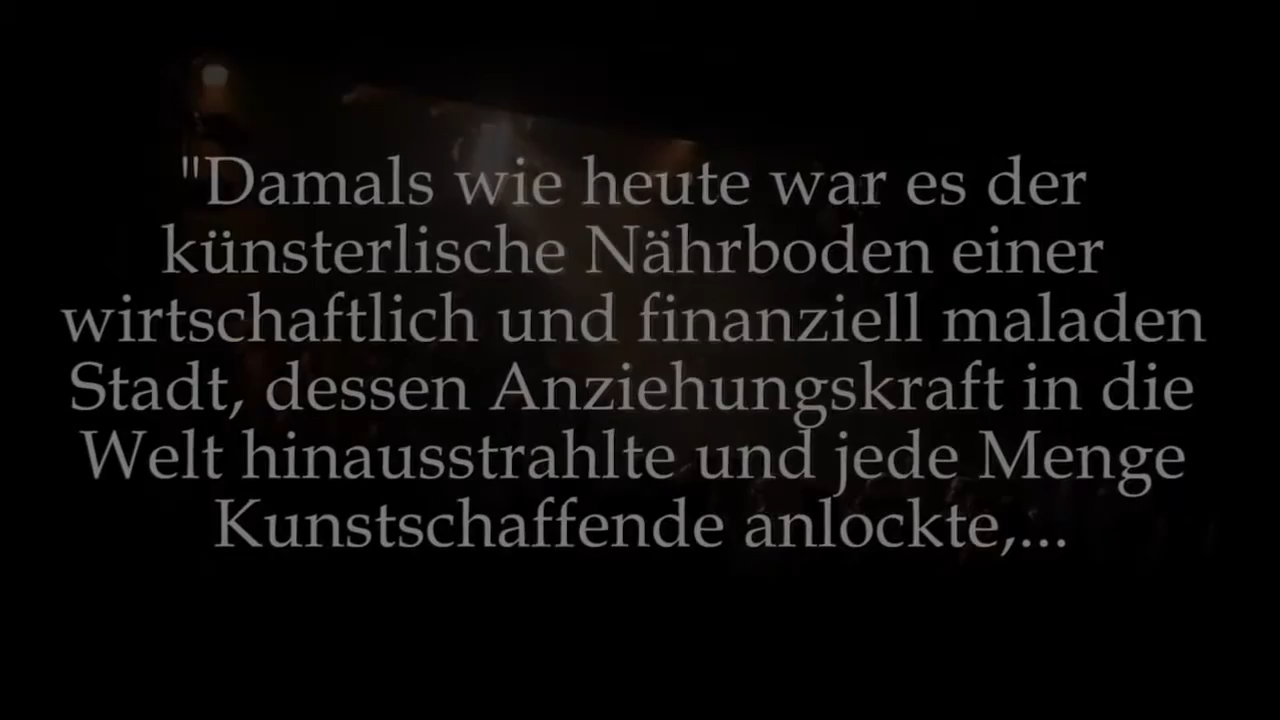 "Damals wie heute war es der
künsterlische Nährboden einer
wirtschaftlich und finanziell maladen
Stadt, dessen Anziehungskraft in die
Welt hinausstrahlte und jede Menge
Kunstschaffende anlockte,...